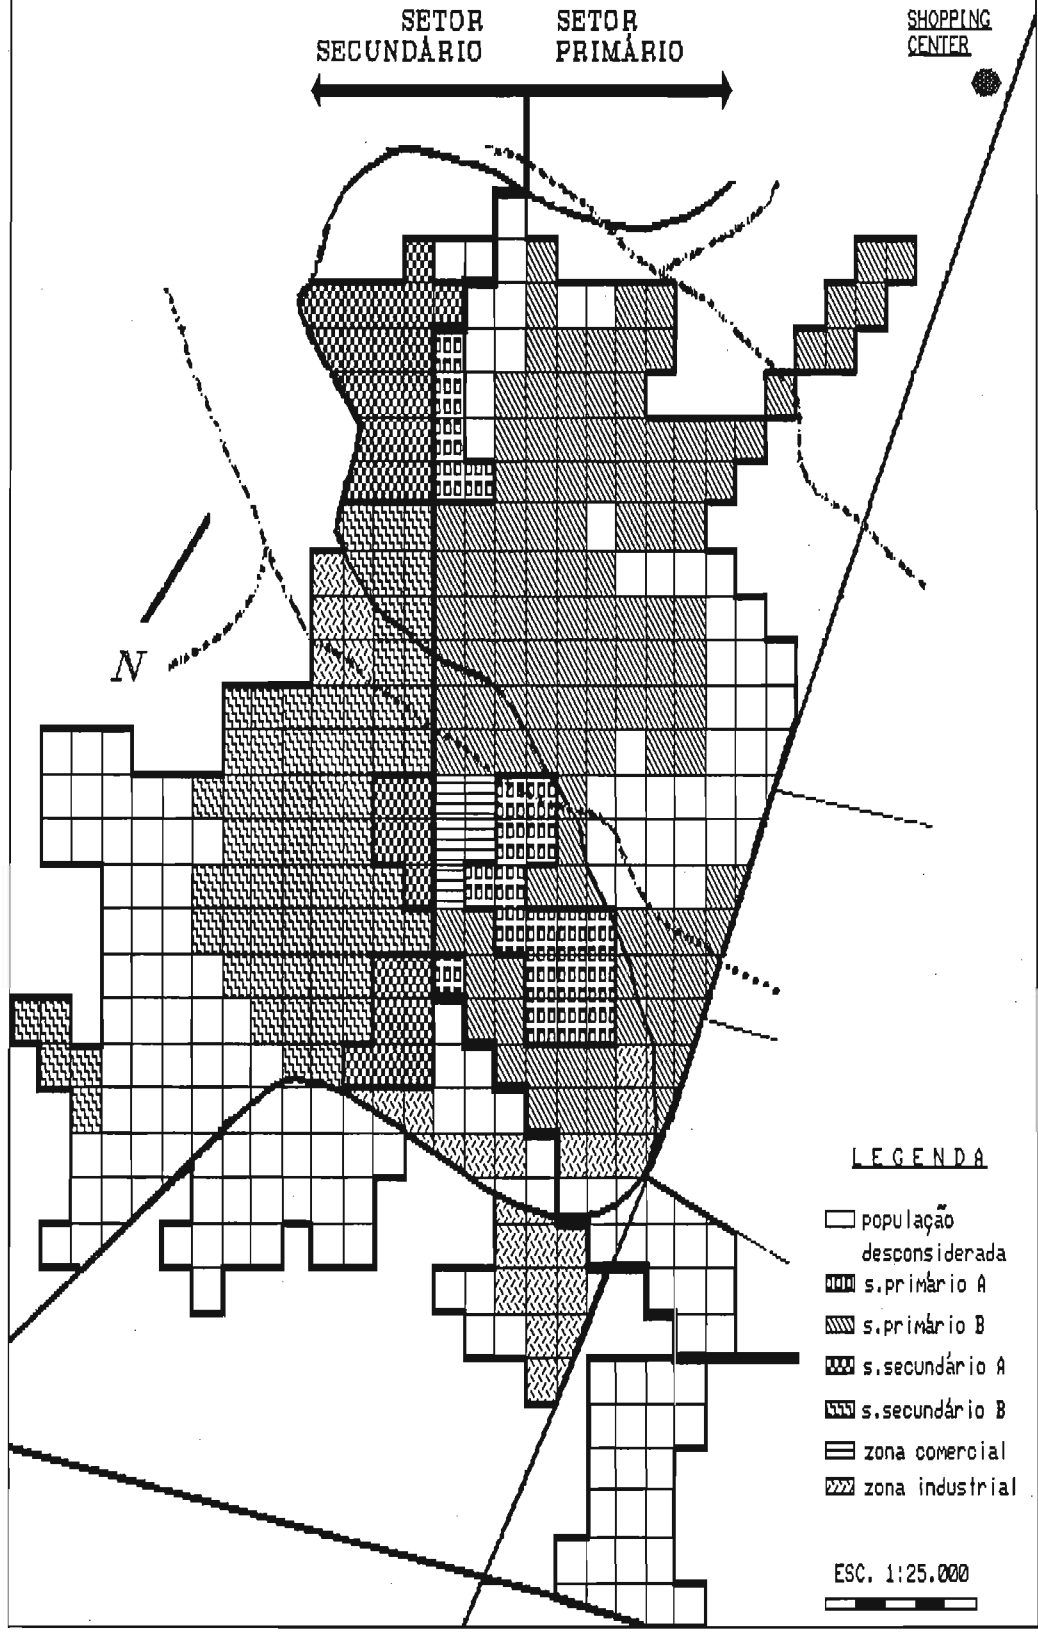 SETOR
SECUNDÁRIO
SETOR
PRIMÁRIO
SHOPPING
CENTER
N
LEGENDA
população
desconsiderada
s.primário A
s.primário B
s.secundário A
s.secundário B
zona comercial
zona industrial
ESC. 1:25.000